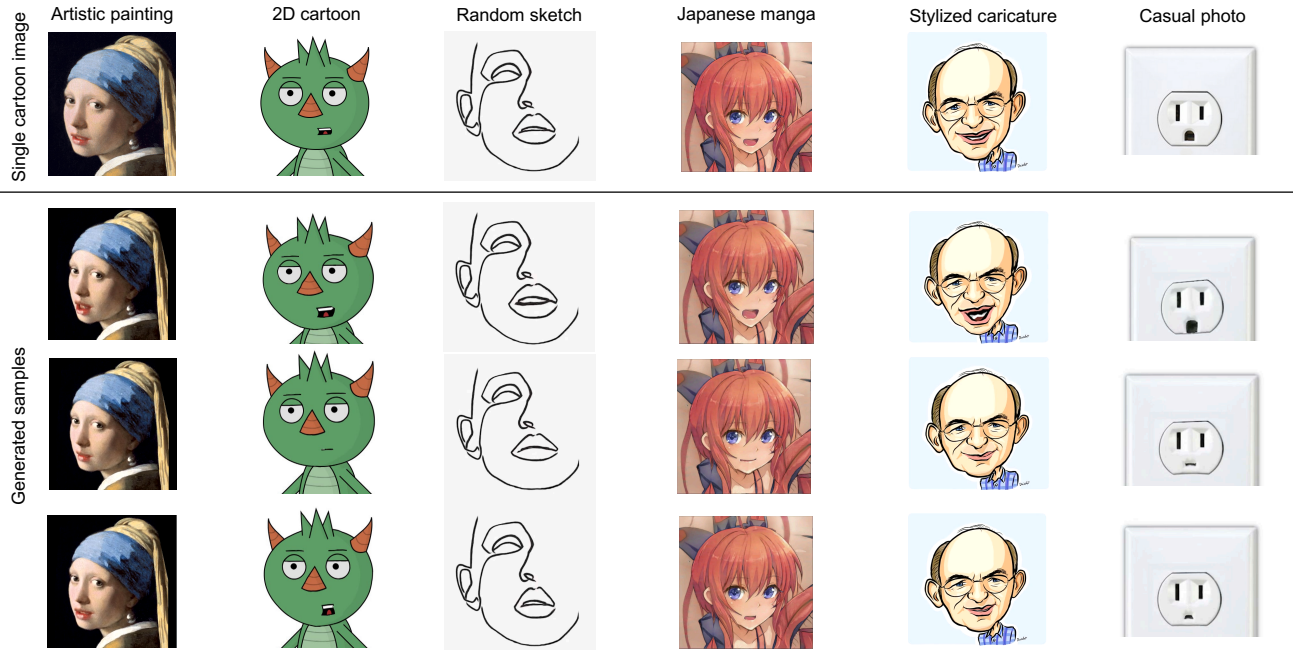 Artistic painting
2D cartoon
Random sketch
Japanese manga
Stylized caricature
Casual photo
Single cartoon image
Generated samples